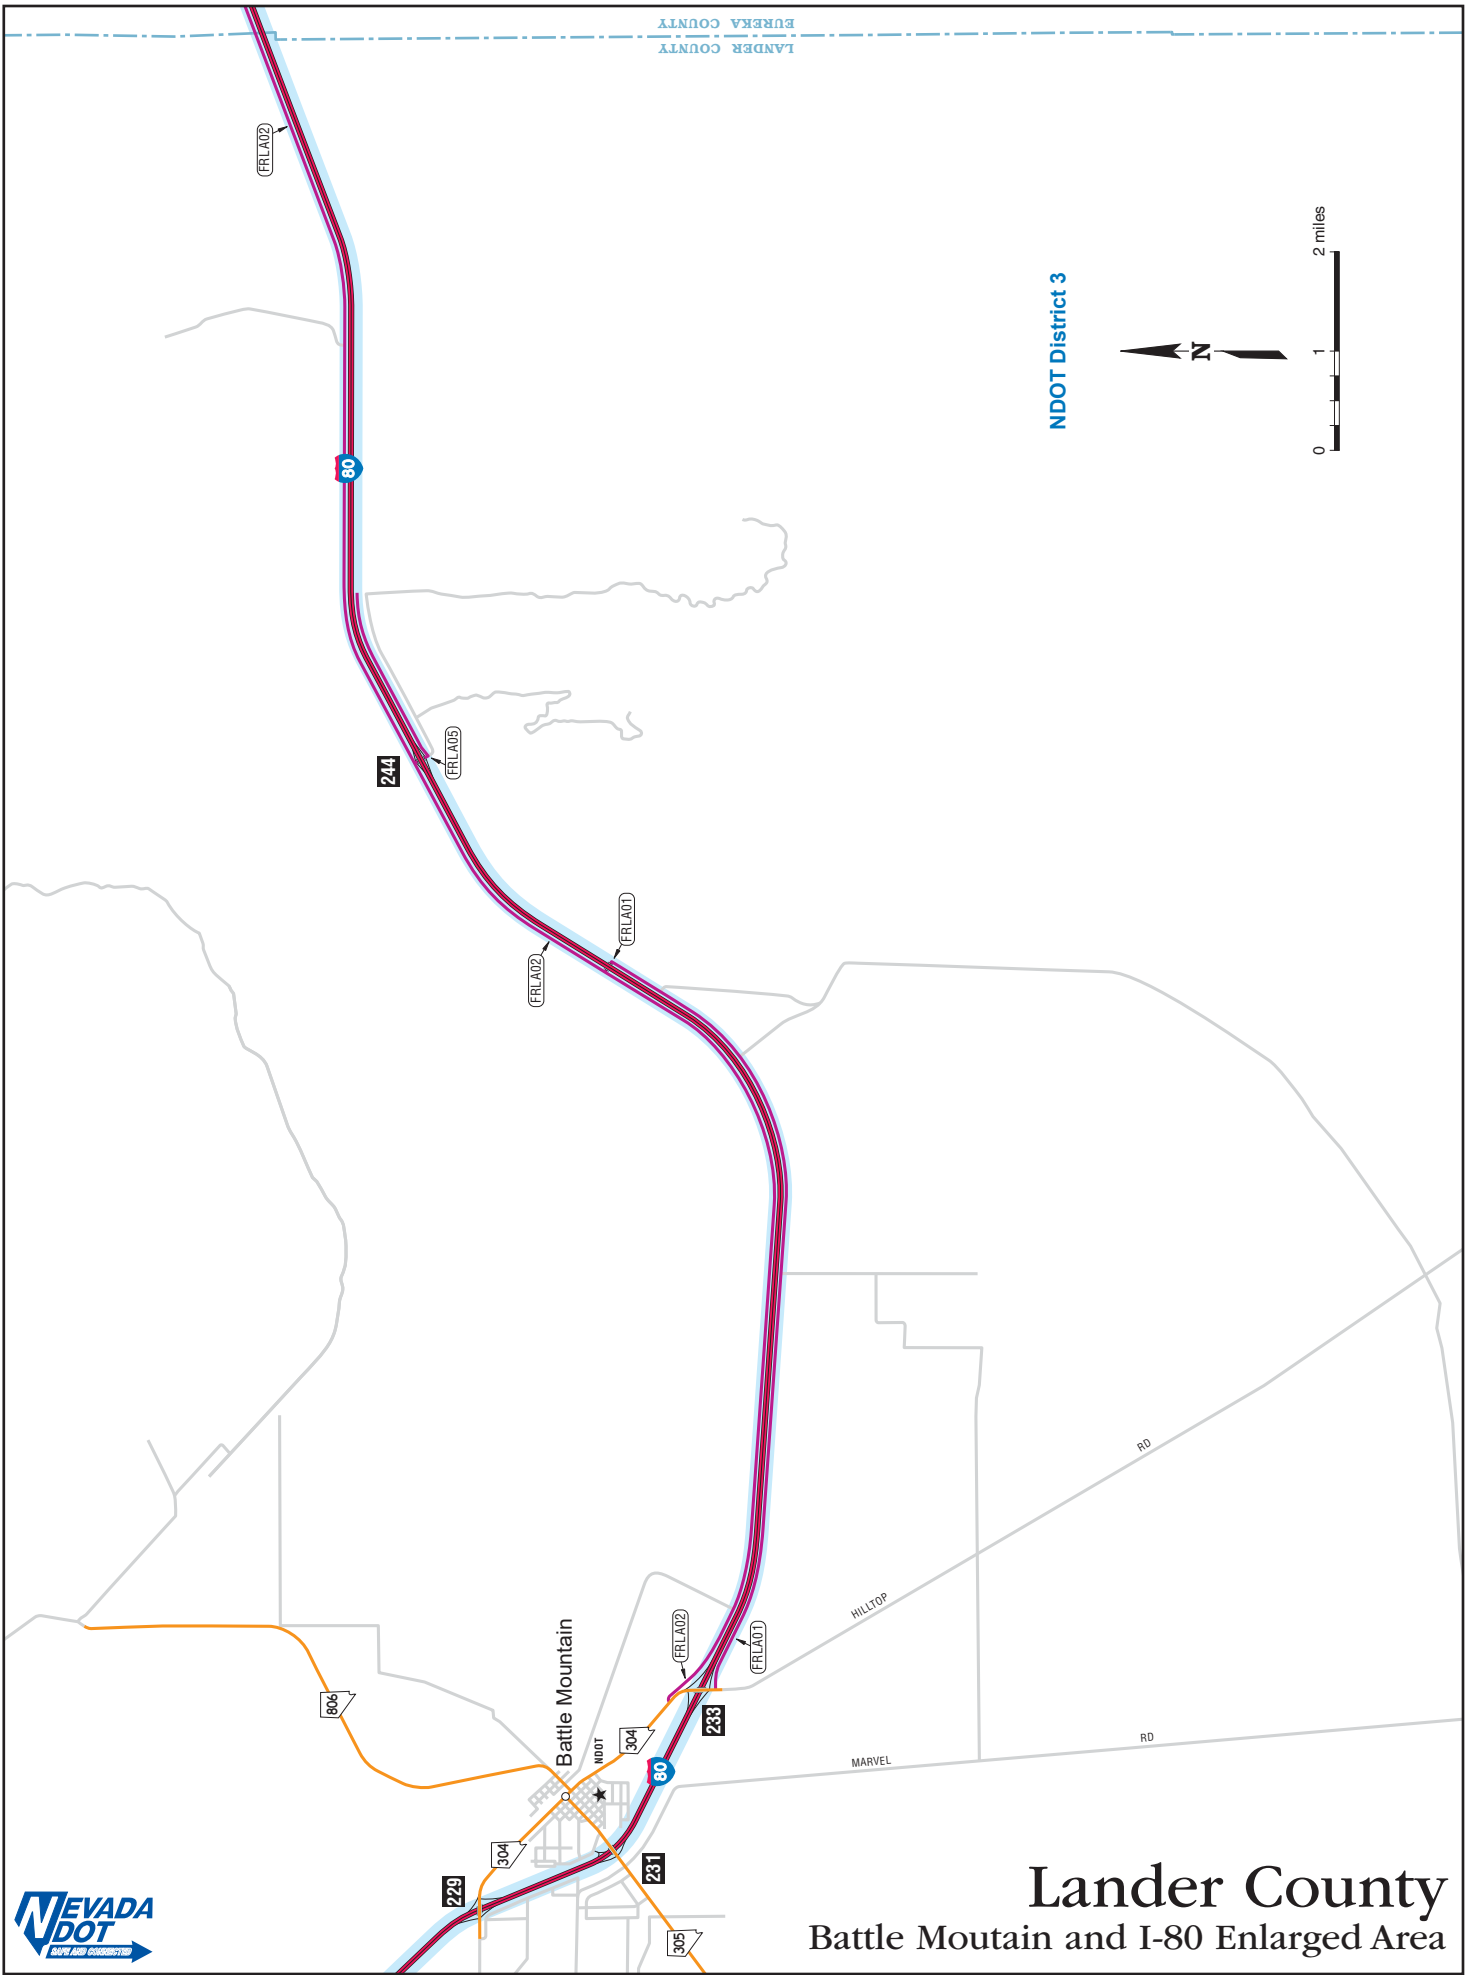 EUREKA COUNTY
LANDER COUNTY
FRLA02
2 miles
1
0
NDOT District 3
N
80
244
FRLA05
FRLA01
FRLA02
RD
HILLTOP
FRLA02
FRLA01
Battle Mountain
806
NDOT
304
233
80
MARVEL
RD
304
229
231
305
NEVADA
DOT
SAFE AND CONNECTED
Lander County
Battle Moutain and I-80 Enlarged Area